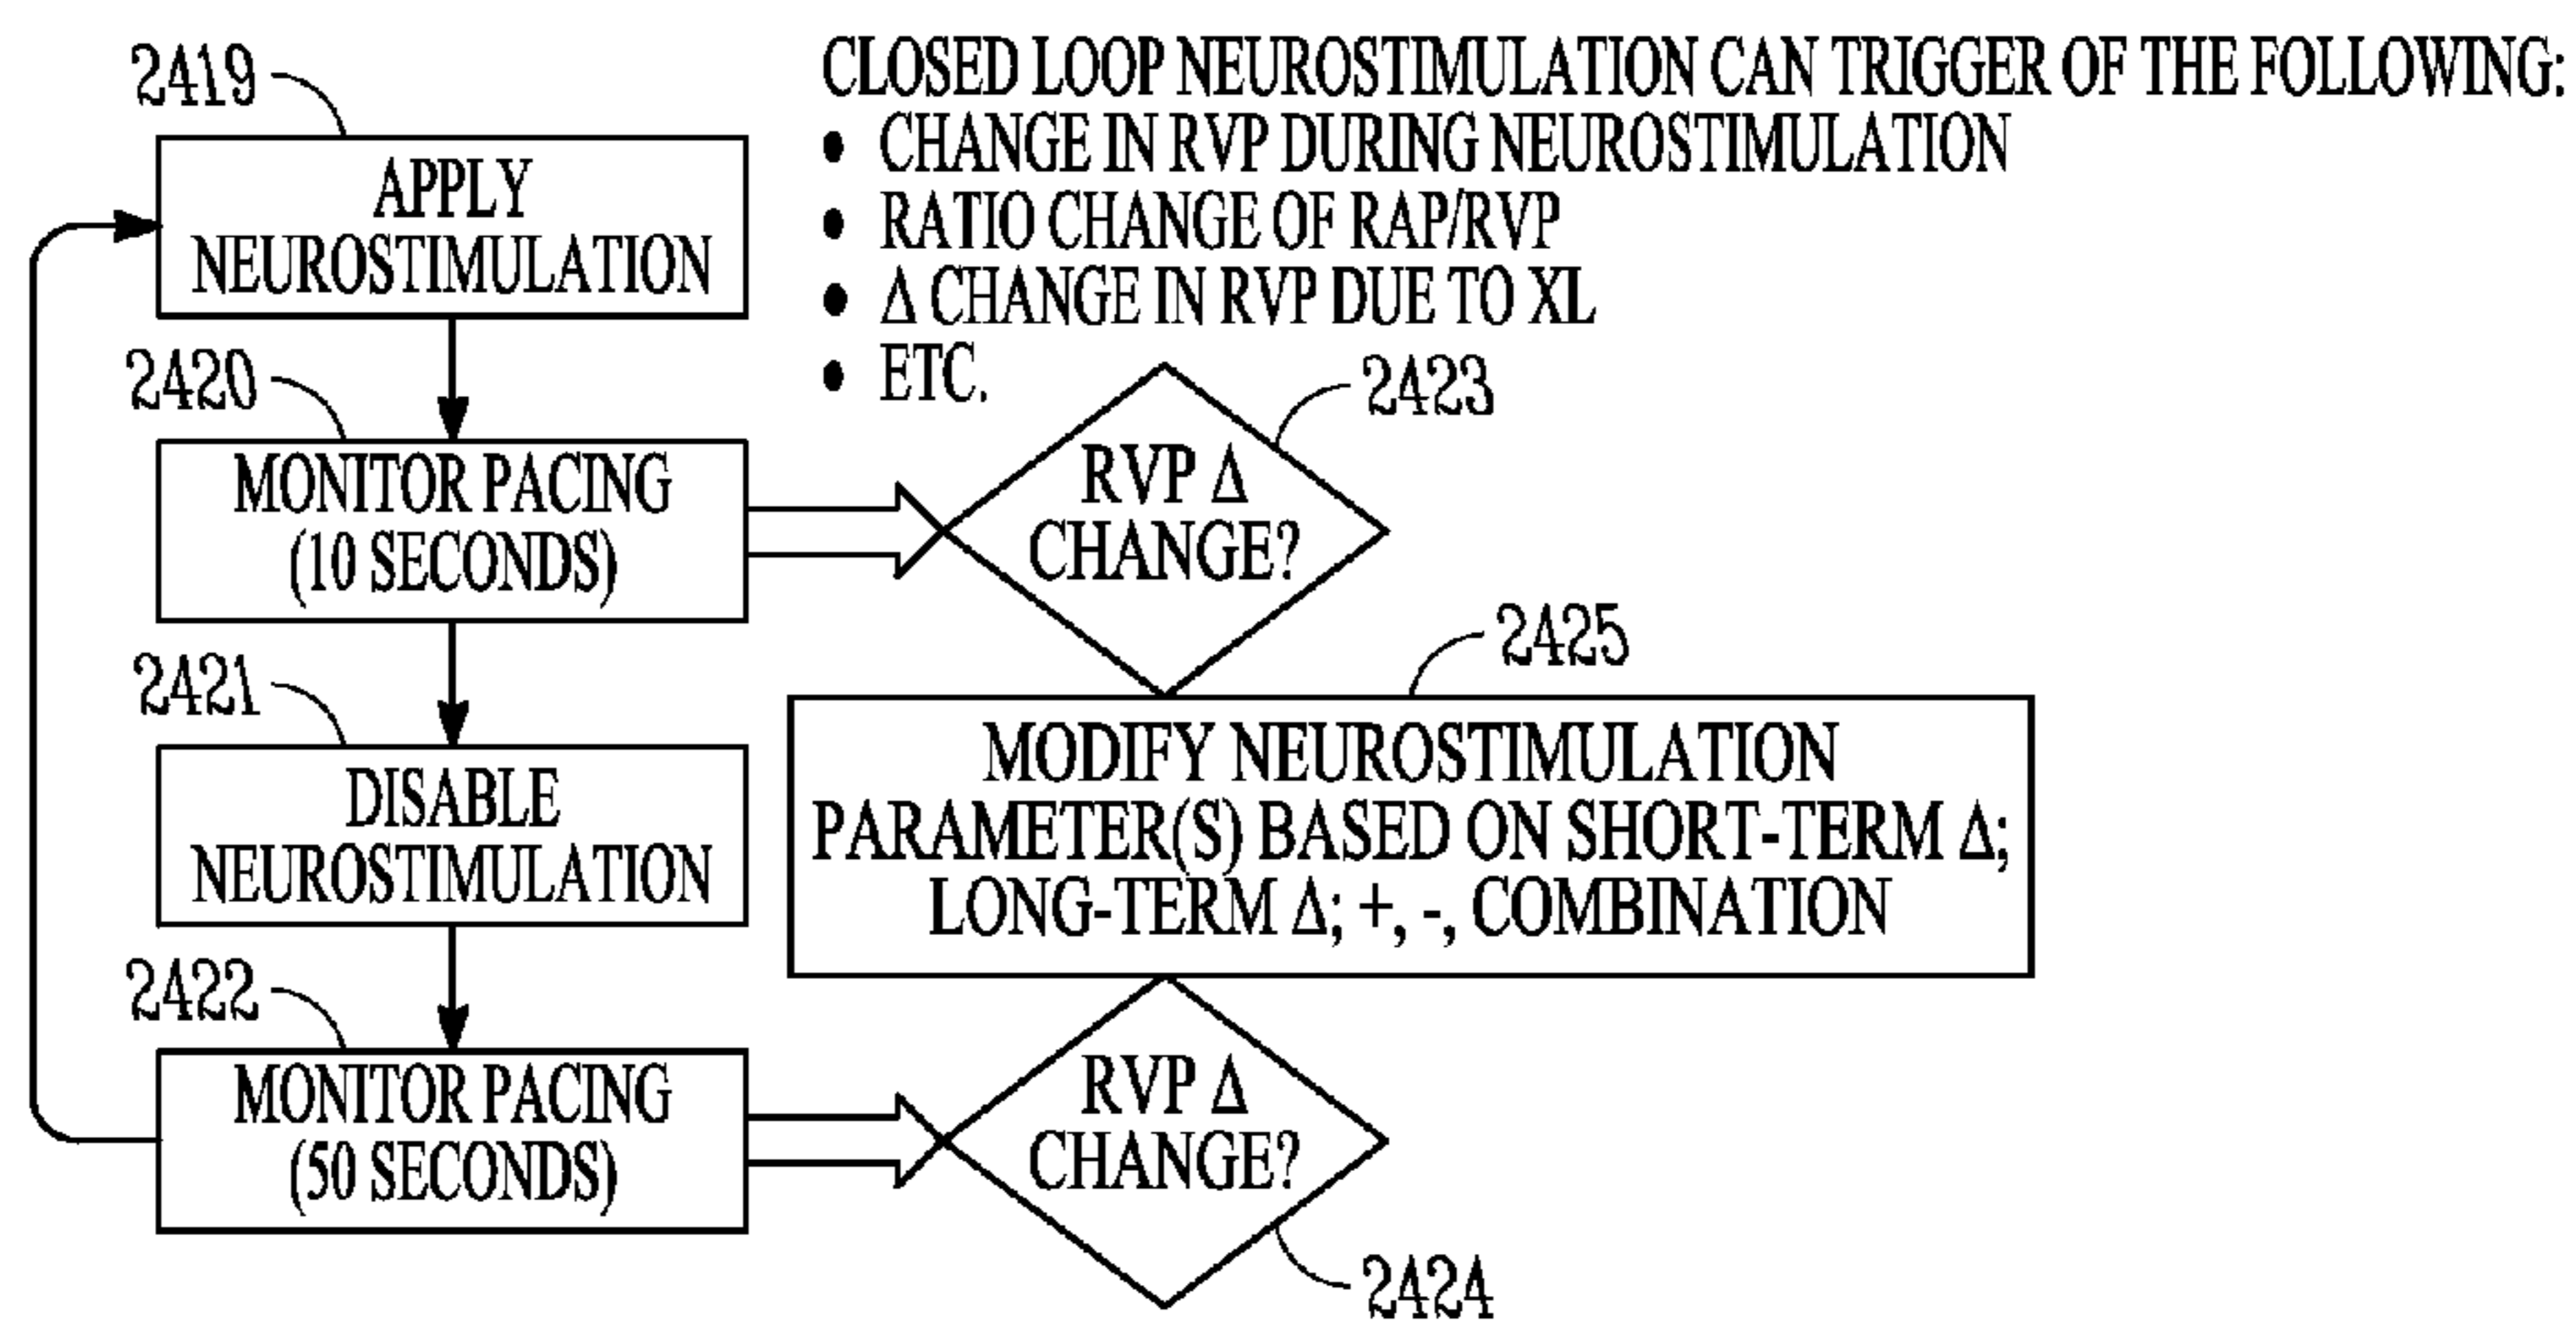 CLOSED LOOP NEUROSTIMULATION CAN TRIGGER OF THE FOLLOWING:
• CHANGE IN RVP DURING NEUROSTIMULATION
• RATIO CHANGE OF RAP/RVP
• Δ CHANGE IN RVP DUE TO XL
• ETC.
2419
APPLY
NEUROSTIMULATION
2420
MONITOR PACING
(10 SECONDS)
2423
RVP Δ
CHANGE?
2421
DISABLE
NEUROSTIMULATION
2425
MODIFY NEUROSTIMULATION
PARAMETER(S) BASED ON SHORT-TERM Δ;
LONG-TERM Δ; +, -, COMBINATION
2422
MONITOR PACING
(50 SECONDS)
RVP Δ
CHANGE?
2424